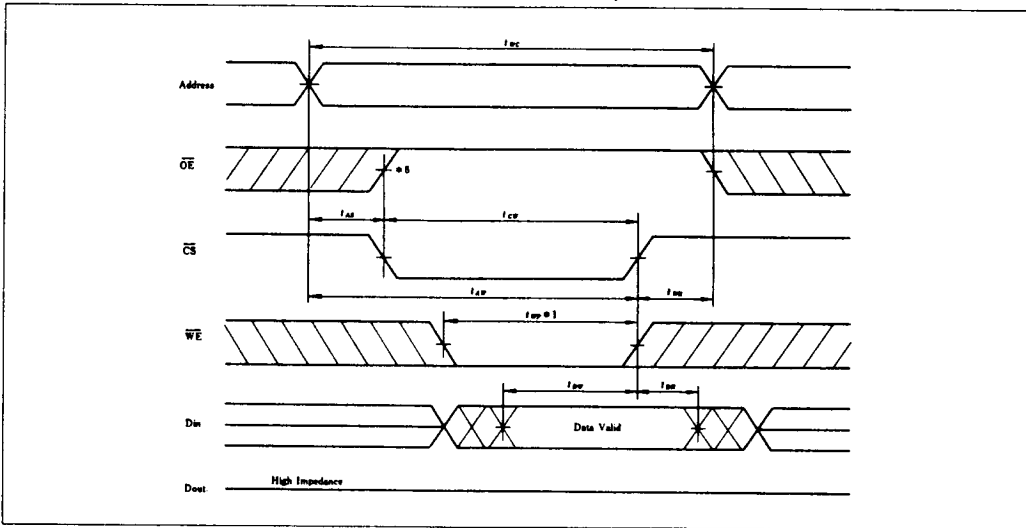 tWC
Address
OE
tAS
tCW
CS
tAW
tWR
WE
tWP *1
tDW
tDH
Din
Data Valid
Dout
High Impedance